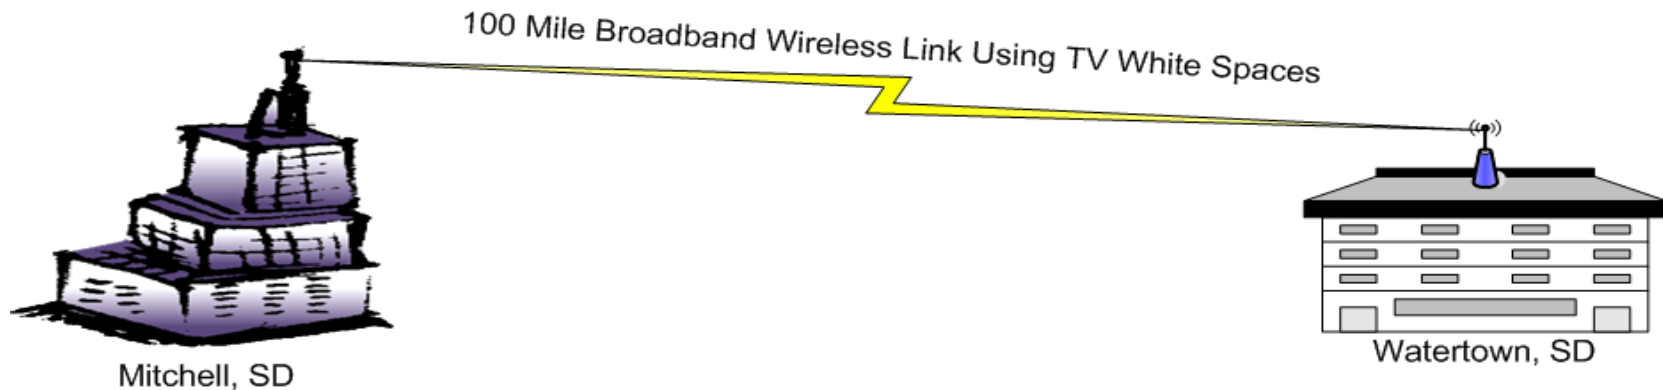 100 Mile Broadband Wireless Link Using TV White Spaces
Mitchell, SD
Watertown, SD